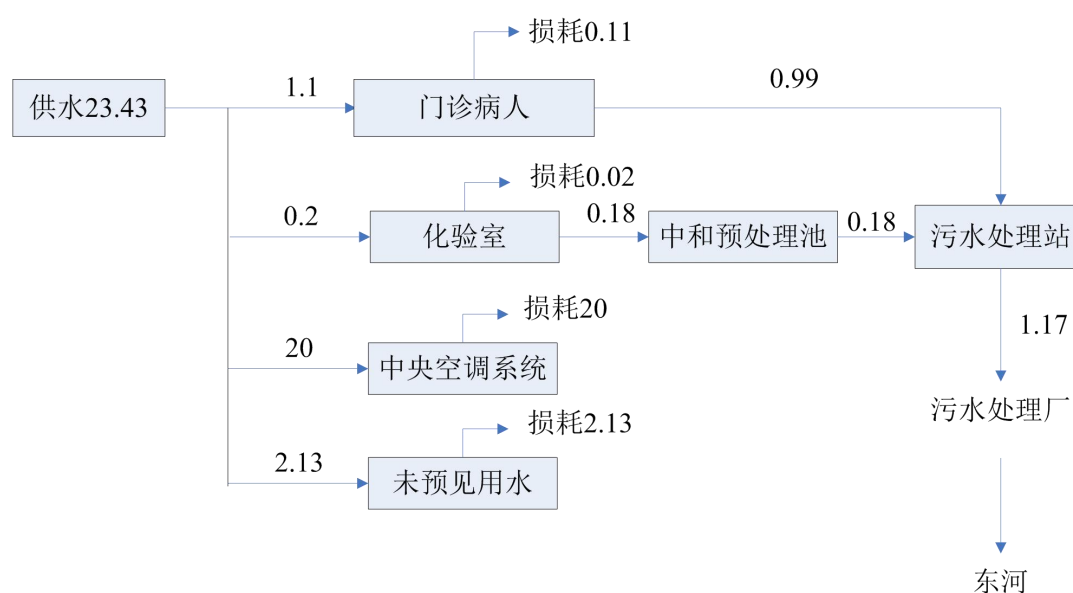 损耗0.11
供水23.43
1.1
门诊病人
0.99
损耗0.02
0.2
化验室
0.18
中和预处理池
0.18
污水处理站
损耗20
20
中央空调系统
1.17
污水处理厂
损耗2.13
2.13
未预见用水
东河